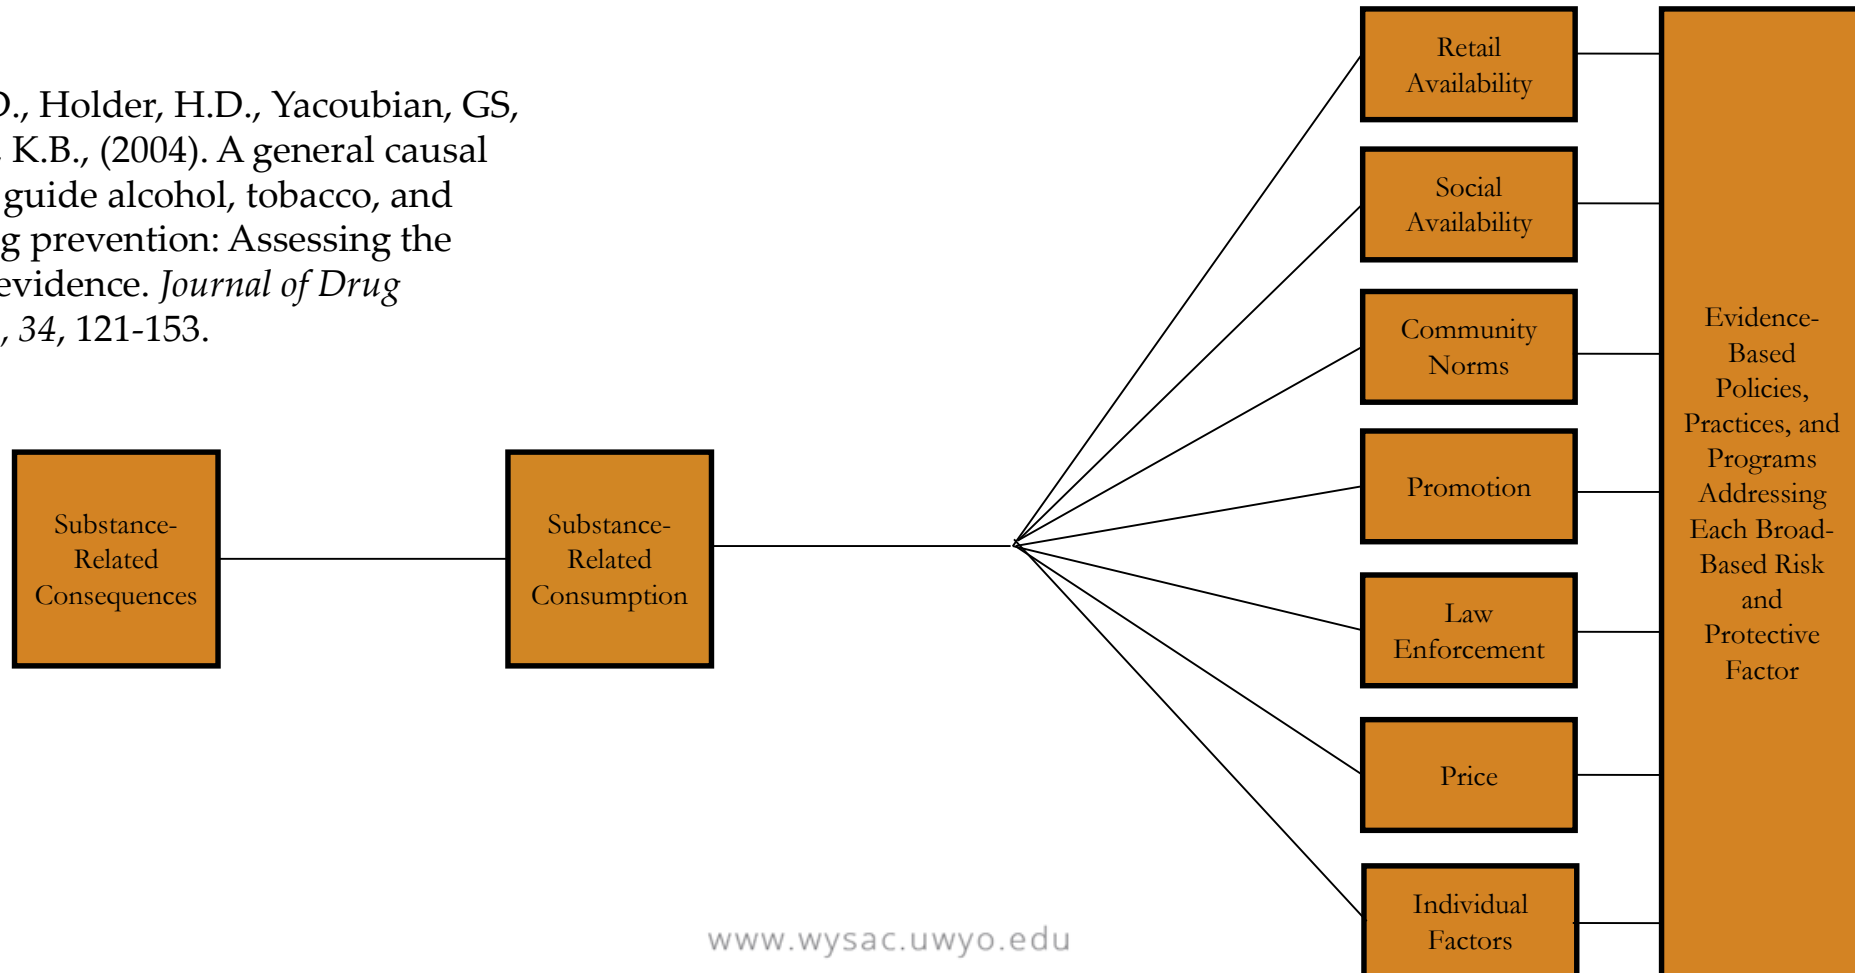 D., Holder, H.D., Yacoubian, GS,
K.B., (2004). A general causal
guide alcohol, tobacco, and
g prevention: Assessing the
evidence. Journal of Drug
, 34, 121-153.
Retail
Availability
Social
Availability
Community
Norms
Promotion
Law
Enforcement
Price
Individual
Factors
Evidence-
Based
Policies,
Practices, and
Programs
Addressing
Each Broad-
Based Risk
and
Protective
Factor
Substance-
Related
Consequences
Substance-
Related
Consumption
www.wysac.uwyo.edu